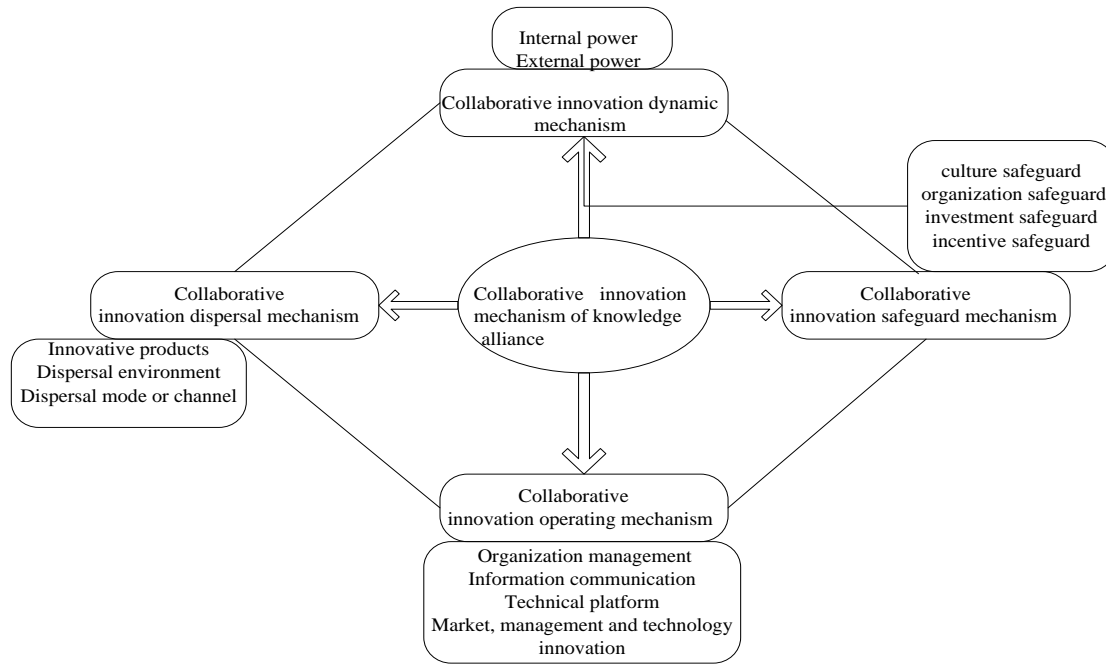 Internal power
External power
Collaborative innovation dynamic
mechanism
culture safeguard
organization safeguard
investment safeguard
incentive safeguard
Collaborative
innovation dispersal mechanism
Collaborative innovation
mechanism of knowledge
alliance
Collaborative
innovation safeguard mechanism
Innovative products
Dispersal environment
Dispersal mode or channel
Collaborative
innovation operating mechanism
Organization management
Information communication
Technical platform
Market, management and technology
innovation